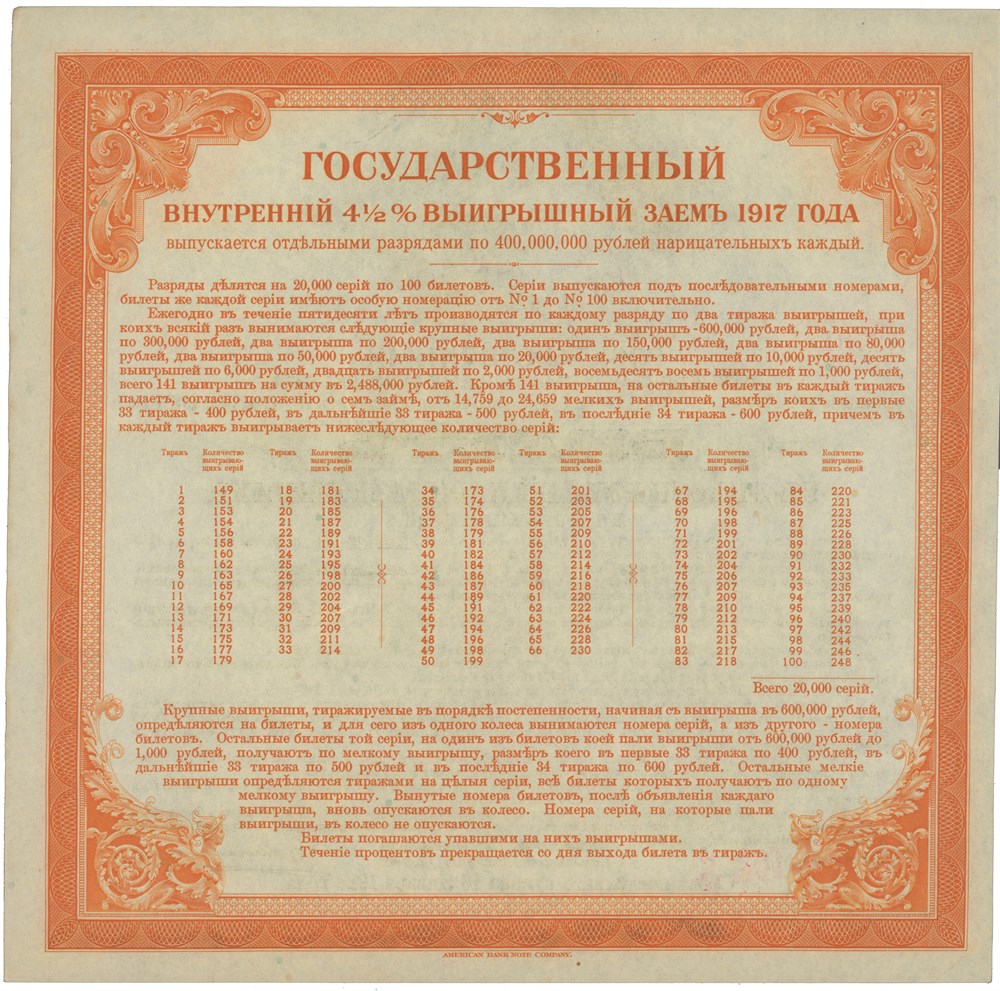 ГОСУДАРСТВЕННЫЙ
ВНУТРЕННІЙ 4½% ВЫИГРЫШНЫЙ ЗАЕМЪ 1917 ГОДА
выпускается отдѣльными разрядами по 400,000,000 рублей нарицательныхъ каждый.
Разряды дѣлятся на 20,000 серій по 100 билетовъ. Серіи выпускаются подъ послѣдовательными номерами,
билеты же каждой серіи имѣютъ особую номерацію отъ № 1 до № 100 включительно.
Ежегодно въ теченіе пятидесяти лѣтъ производятся по каждому разряду по два тиража выигрышей, при
коихъ всякій разъ вынимаются слѣдующіе крупные выигрыши: одинъ выигрышъ -600,000 рублей, два выигрыша
по 300,000 рублей, два выигрыша по 200,000 рублей, два выигрыша по 150,000 рублей, два выигрыша по 80,000
рублей, два выигрыша по 50,000 рублей, два выигрыша по 20,000 рублей, десять выигрышей по 10,000 рублей, десять
выигрышей по 6,000 рублей, двадцать выигрышей по 2,000 рублей, восемьдесятъ восемь выигрышей по 1,000 рублей,
всего 141 выигрышъ на сумму въ 2,488,000 рублей. Кромѣ 141 выигрыша, на остальные билеты въ каждый тиражъ
падаетъ, согласно положенію о семъ займѣ, отъ 14,759 до 24,659 мелкихъ выигрышей, размѣръ коихъ въ первые
33 тиража - 400 рублей, въ дальнѣйшіе 33 тиража - 500 рублей, въ послѣдніе 34 тиража - 600 рублей, причемъ въ
каждый тиражъ выигрываетъ нижеслѣдующее количество серій:
Тиражъ Количество Тиражъ Количество Тиражъ Количество Тиражъ Количество Тиражъ Количество Тиражъ Количество
выигрываю- выигрываю- выигрываю- выигрываю- выигрываю- выигрываю-
щихъ серій щихъ серій щихъ серій щихъ серій щихъ серій щихъ серій
1 149 18 181 34 173 51 201 67 194 84 220
2 151 19 183 35 174 52 203 68 195 85 221
3 153 20 185 36 176 53 205 69 196 86 223
4 154 21 187 37 178 54 207 70 198 87 225
5 156 22 189 38 179 55 209 71 199 88 226
6 158 23 191 39 181 56 210 72 201 89 228
7 160 24 193 40 182 57 212 73 202 90 230
8 162 25 195 41 184 58 214 74 204 91 232
9 163 26 198 42 186 59 216 75 206 92 233
10 165 27 200 43 187 60 218 76 207 93 235
11 167 28 202 44 189 61 220 77 209 94 237
12 169 29 204 45 191 62 222 78 210 95 239
13 171 30 207 46 192 63 224 79 212 96 240
14 173 31 209 47 194 64 226 80 213 97 242
15 175 32 211 48 196 65 228 81 215 98 244
16 177 33 214 49 198 66 230 82 217 99 246
17 179 50 199 83 218 100 248
Всего 20,000 серій.
Крупные выигрыши, тиражируемые въ порядкѣ постепенности, начиная съ выигрыша въ 600,000 рублей,
опредѣляются на билеты, и для сего изъ одного колеса вынимаются номера серій, а изъ другого - номера
билетовъ. Остальные билеты той серіи, на одинъ изъ билетовъ коей пали выигрыши отъ 600,000 рублей до
1,000 рублей, получаютъ по мелкому выигрышу, размѣръ коего въ первые 33 тиража по 400 рублей, въ
дальнѣйшіе 33 тиража по 500 рублей и въ послѣдніе 34 тиража по 600 рублей. Остальные мелкіе
выигрыши опредѣляются тиражами на цѣлыя серіи, всѣ билеты которыхъ получаютъ по одному
мелкому выигрышу. Вынутые номера билетовъ, послѣ объявленія каждаго
выигрыша, вновь опускаются въ колесо. Номера серій, на которые пали
выигрыши, въ колесо не опускаются.
Билеты погашаются упавшими на нихъ выигрышами.
Теченіе процентовъ прекращается со дня выхода билета въ тиражъ.
AMERICAN BANK NOTE COMPANY.